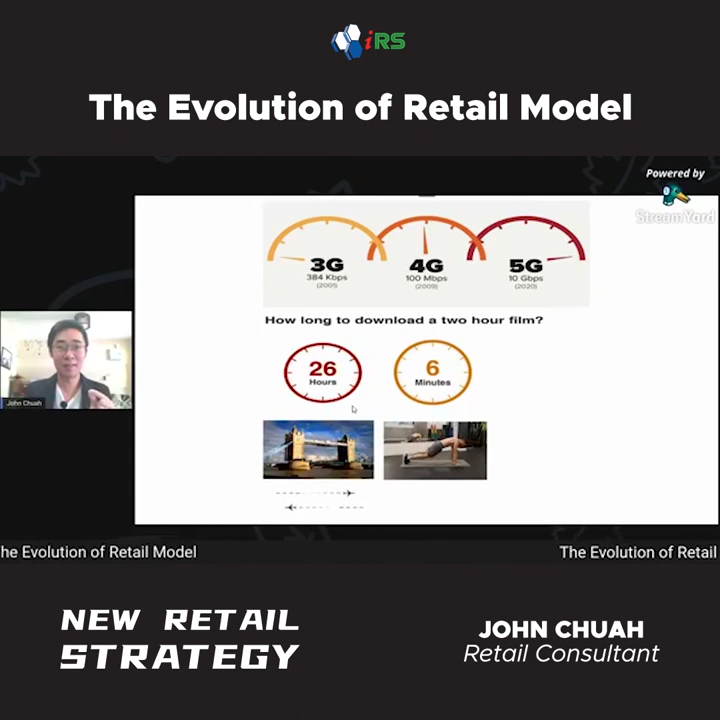 iRS
The Evolution of Retail Model
Powered by
StreamYard
3G
384 Kbps
(2001)
4G
100 Mbps
(2009)
5G
10 Gbps
(2020)
How long to download a two hour film?
26
Hours
6
Minutes
John Chuah
he Evolution of Retail Model
The Evolution of Retail
NEW RETAIL
STRATEGY
JOHN CHUAH
Retail Consultant